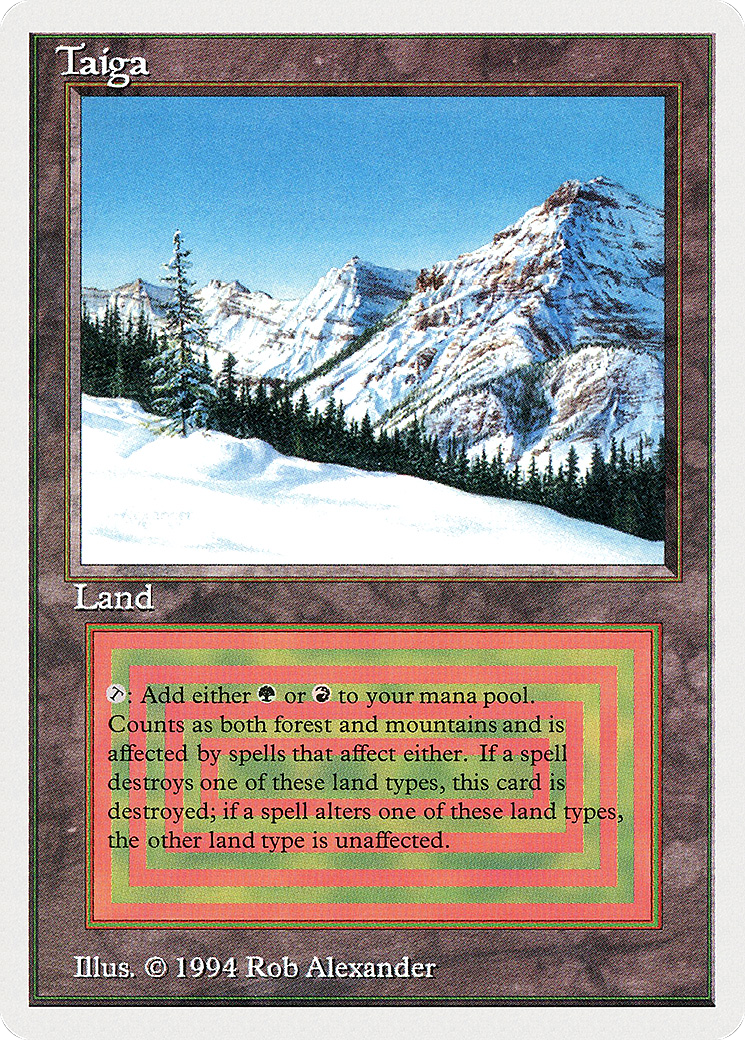 Taiga
Land
T: Add either or to your mana pool.
Counts as both forest and mountains and is
affected by spells that affect either. If a spell
destroys one of these land types, this card is
destroyed; if a spell alters one of these land types,
the other land type is unaffected.
Illus. © 1994 Rob Alexander